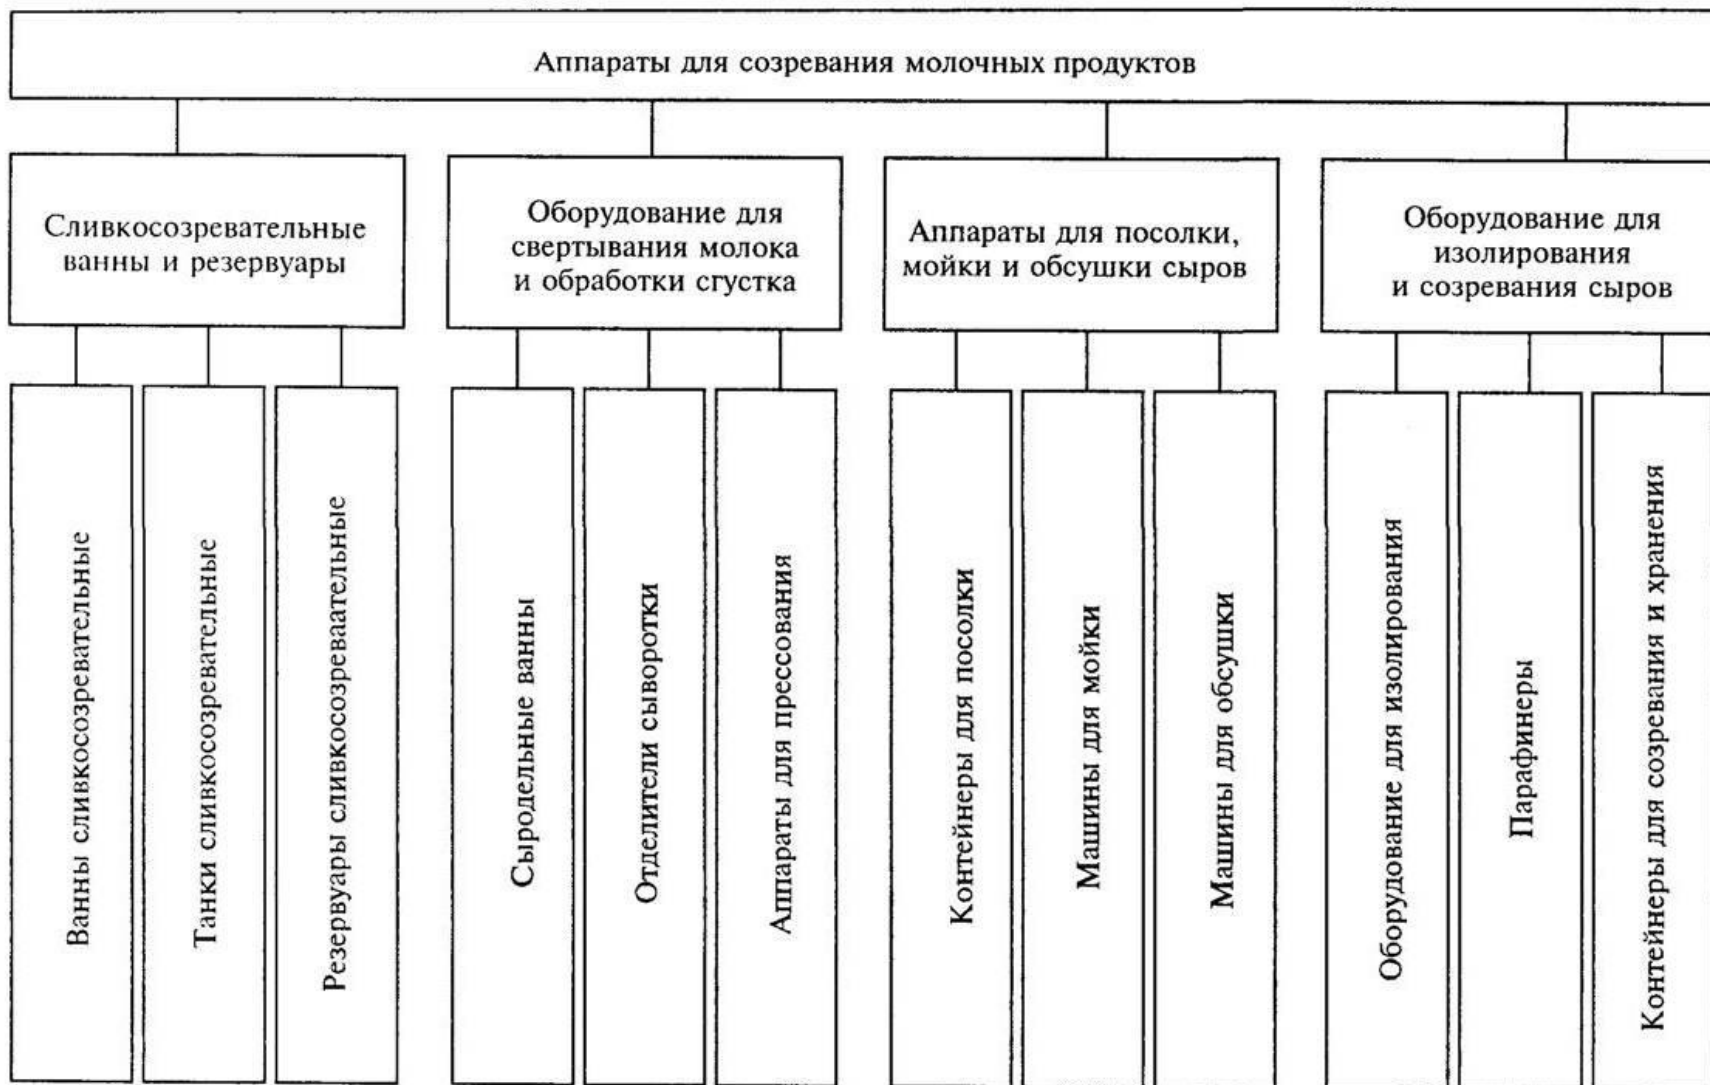 Аппараты для созревания молочных продуктов
Сливкосозревательные
ванны и резервуары
Оборудование для
свертывания молока
и обработки сгустка
Аппараты для посолки,
мойки и обсушки сыров
Оборудование для
изолирования
и созревания сыров
Ванны сливкосозревательные
Танки сливкосозревательные
Резервуары сливкосозреваательные
Сыродельные ванны
Отделители сыворотки
Аппараты для прессования
Контейнеры для посолки
Машины для мойки
Машины для обсушки
Оборудование для изолирования
Парафинеры
Контейнеры для созревания и хранения